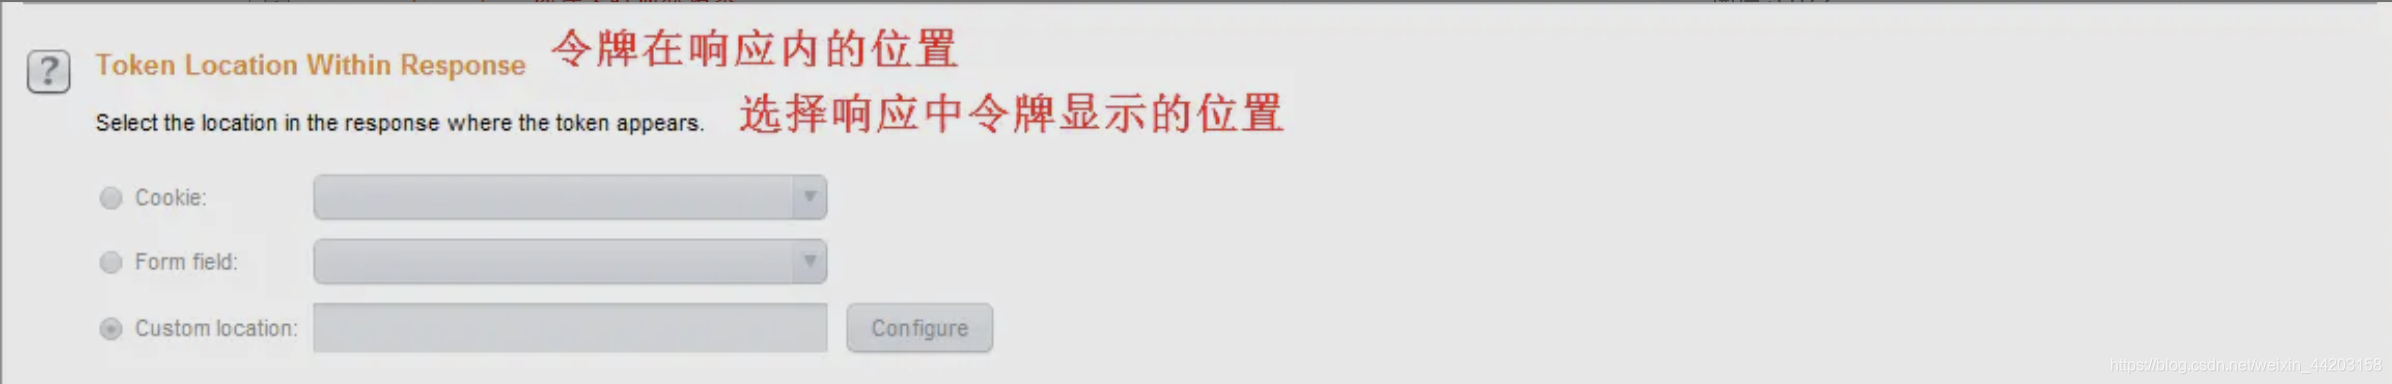 Token Location Within Response 令牌在响应内的位置
?
Select the location in the response where the token appears. 选择响应中令牌显示的位置
Cookie:
Form field:
Custom location: Configure
https://blog.csdn.net/weixin_44203158